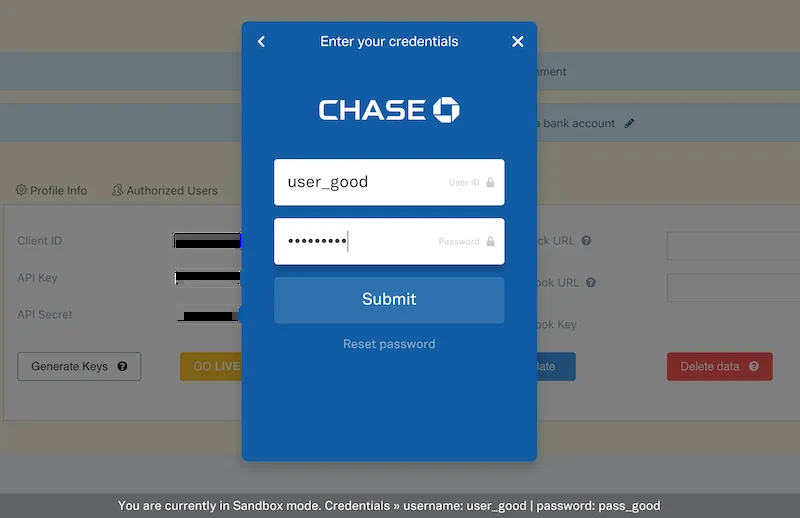 Enter your credentials
CHASE
user_good
User ID
•••••••••
Password
Submit
Reset password
nment
a bank account
Profile Info
Authorized Users
Client ID
API Key
API Secret
ck URL
ook URL
ook Key
Generate Keys
GO LIVE
late
Delete data
You are currently in Sandbox mode. Credentials » username: user_good | password: pass_good